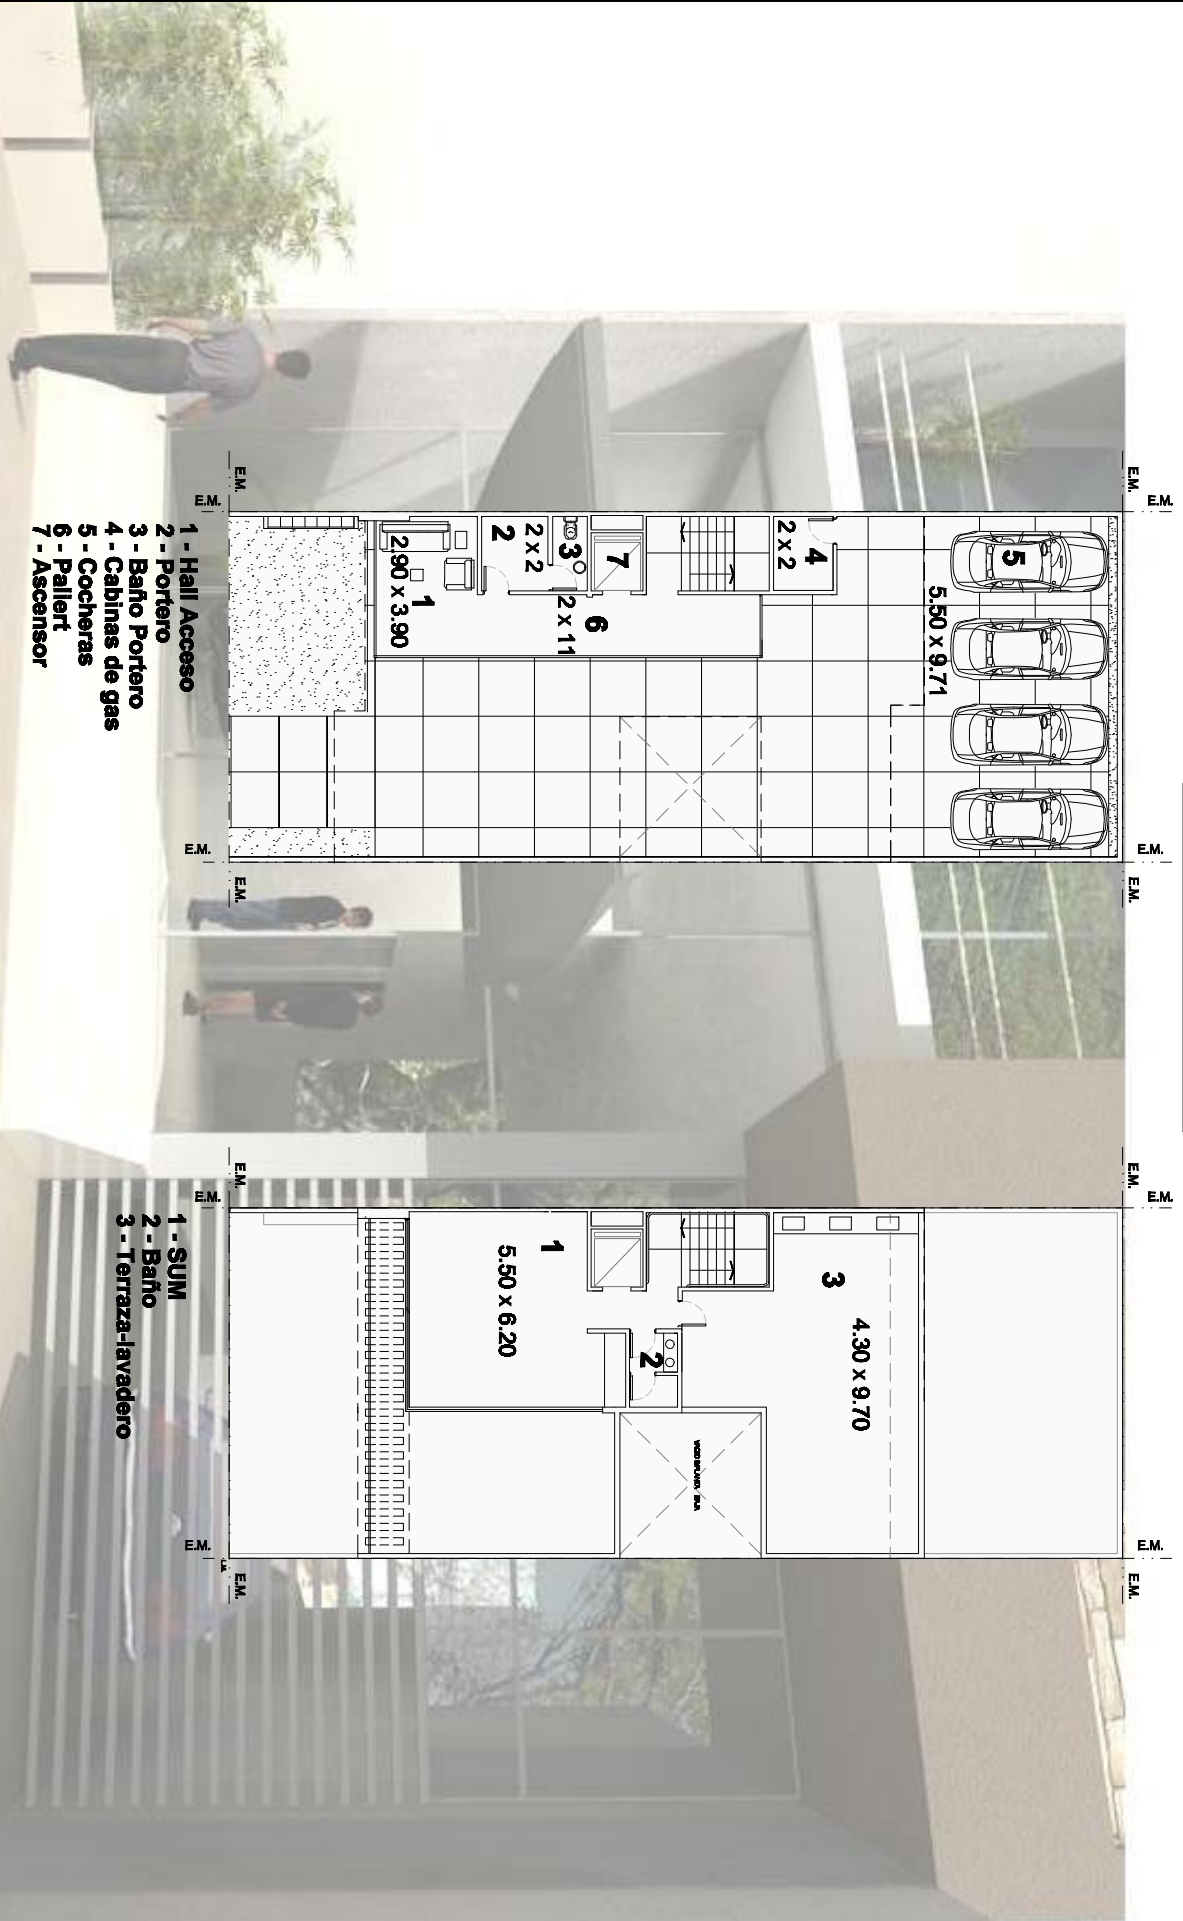 E.M.
E.M.
E.M.
E.M.
5
5.50 x 9.71
4
2 x 2
7
3
6
2 x 2
2 x 11
2
1
2.90 x 3.90
E.M.
E.M.
E.M.
E.M.
1 - Hall Acceso
2 - Portero
3 - Baño Portero
4 - Cabinas de gas
5 - Cocheras
6 - Paliert
7 - Ascensor
E.M.
E.M.
E.M.
E.M.
3
4.30 x 9.70
2
1
5.50 x 6.20
E.M.
E.M.
E.M.
E.M.
1 - SUM
2 - Baño
3 - Terraza-lavadero